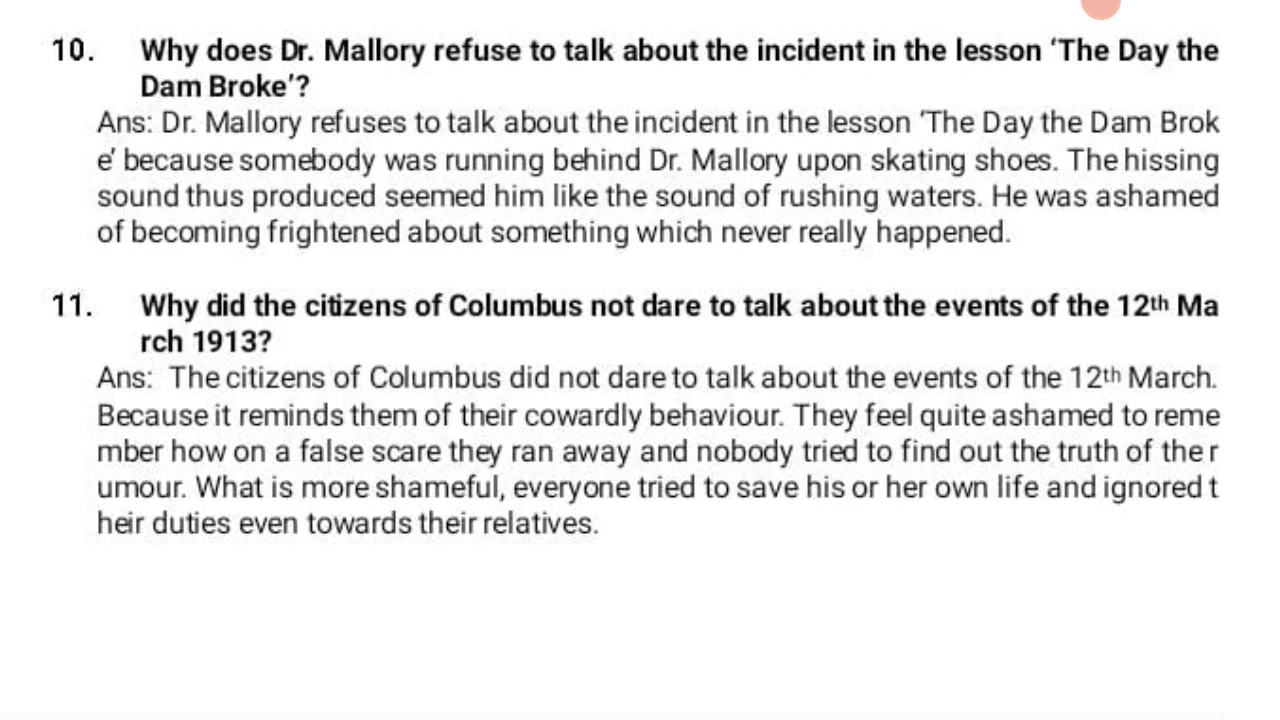 10. Why does Dr. Mallory refuse to talk about the incident in the lesson ‘The Day the
Dam Broke’?
Ans: Dr. Mallory refuses to talk about the incident in the lesson ‘The Day the Dam Brok
e’ because somebody was running behind Dr. Mallory upon skating shoes. The hissing
sound thus produced seemed him like the sound of rushing waters. He was ashamed
of becoming frightened about something which never really happened.
11. Why did the citizens of Columbus not dare to talk about the events of the 12th Ma
rch 1913?
Ans: The citizens of Columbus did not dare to talk about the events of the 12th March.
Because it reminds them of their cowardly behaviour. They feel quite ashamed to reme
mber how on a false scare they ran away and nobody tried to find out the truth of the r
umour. What is more shameful, everyone tried to save his or her own life and ignored t
heir duties even towards their relatives.